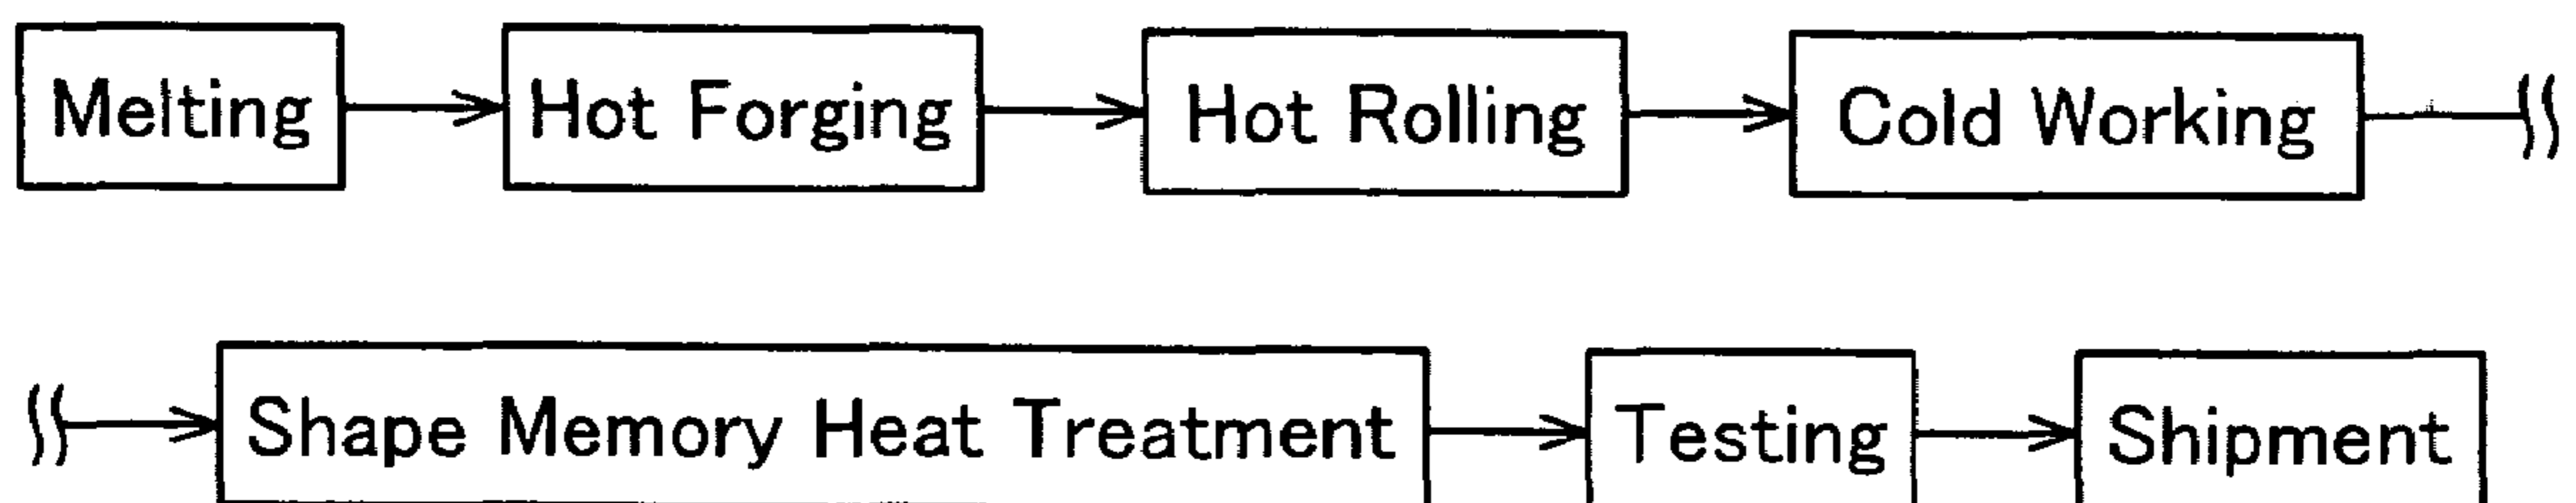 Melting Hot Forging Hot Rolling Cold Working
Shape Memory Heat Treatment Testing Shipment